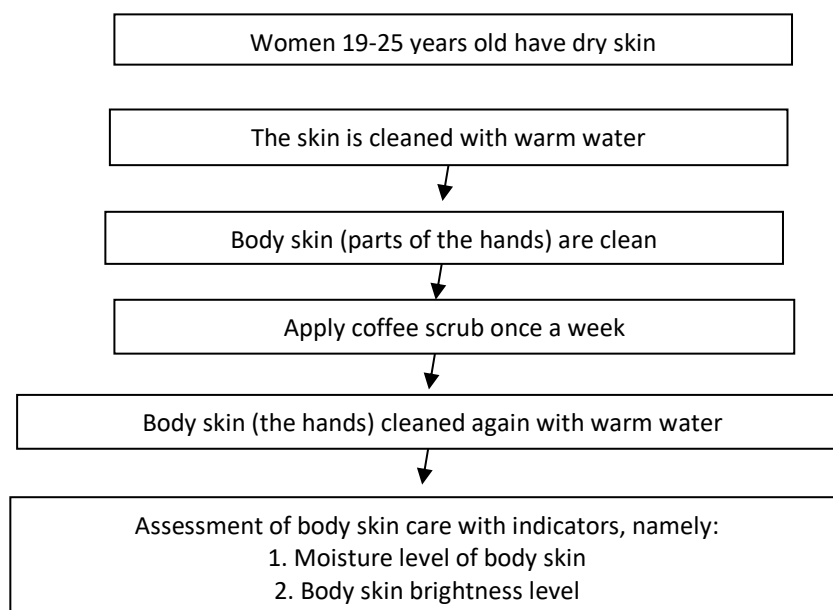 Women 19-25 years old have dry skin
The skin is cleaned with warm water
Body skin (parts of the hands) are clean
Apply coffee scrub once a week
Body skin (the hands) cleaned again with warm water
Assessment of body skin care with indicators, namely:
1. Moisture level of body skin
2. Body skin brightness level